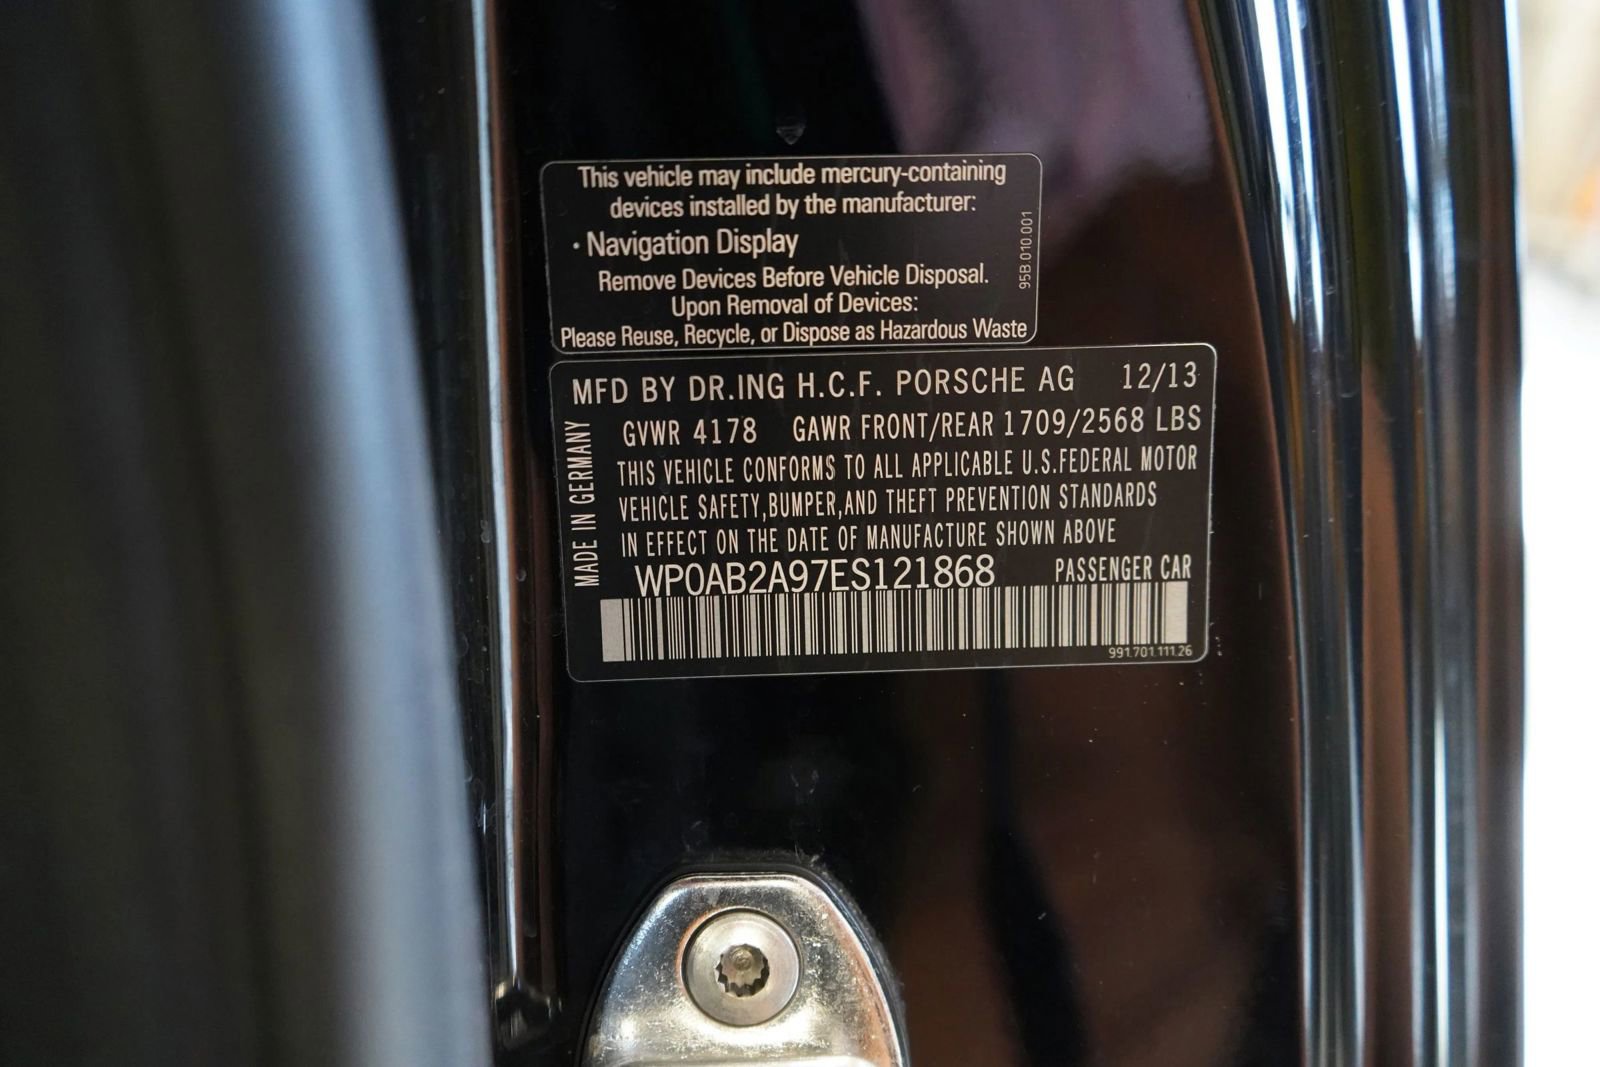 This vehicle may include mercury-containing
devices installed by the manufacturer:
· Navigation Display
Remove Devices Before Vehicle Disposal.
Upon Removal of Devices:
Please Reuse, Recycle, or Dispose as Hazardous Waste
95B.010.001
MFD BY DR.ING H.C.F. PORSCHE AG 12/13
GVWR 4178 GAWR FRONT/REAR 1709/2568 LBS
THIS VEHICLE CONFORMS TO ALL APPLICABLE U.S.FEDERAL MOTOR
VEHICLE SAFETY,BUMPER,AND THEFT PREVENTION STANDARDS
IN EFFECT ON THE DATE OF MANUFACTURE SHOWN ABOVE
WP0AB2A97ES121868 PASSENGER CAR
MADE IN GERMANY
991.701.111.26